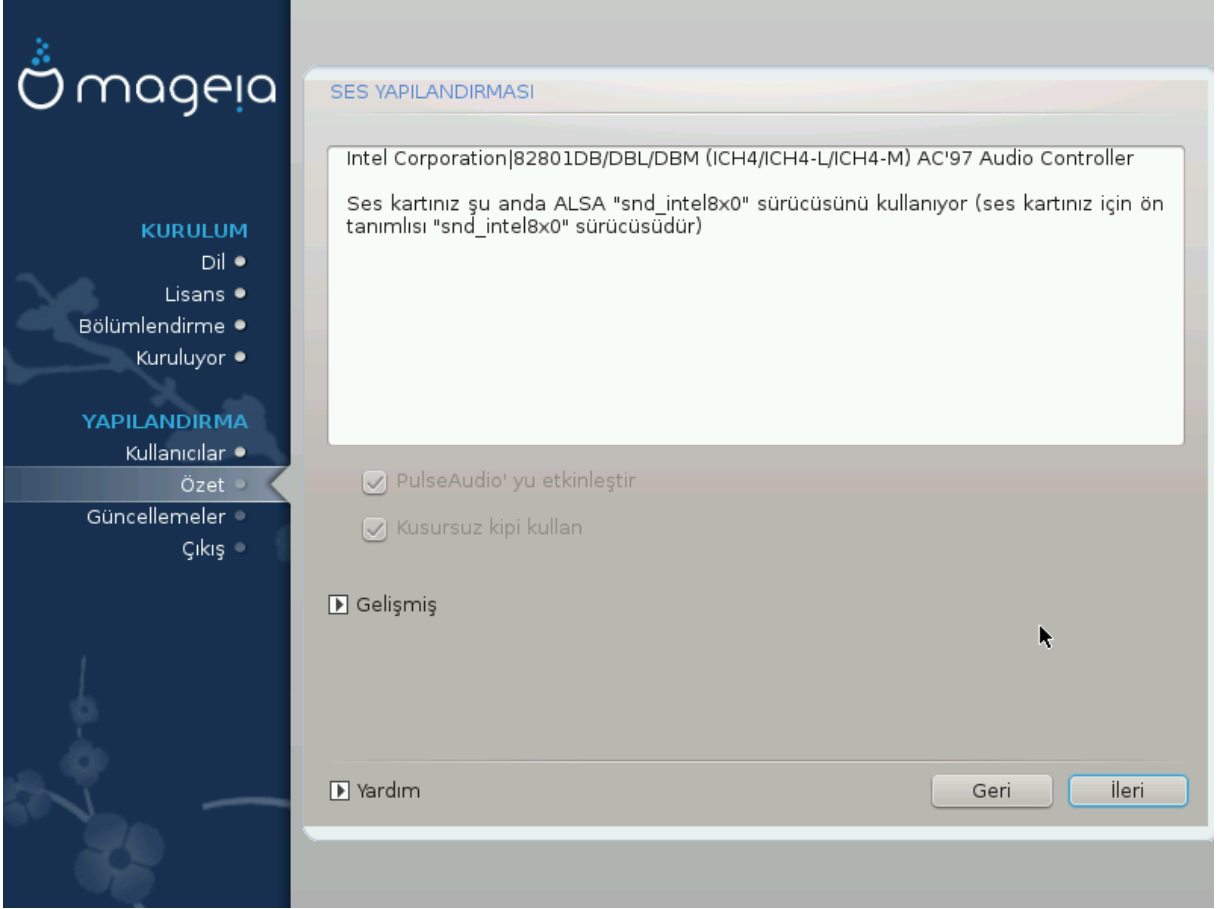 mageia
SES YAPILANDIRMASI
Intel Corporation|82801DB/DBL/DBM (ICH4/ICH4-L/ICH4-M) AC'97 Audio Controller
Ses kartınız şu anda ALSA "snd_intel8x0" sürücüsünü kullanıyor (ses kartınız için ön
tanımlısı "snd_intel8x0" sürücüsüdür)
KURULUM
Dil
Lisans
Bölümlendirme
Kuruluyor
YAPILANDIRMA
Kullanıcılar
Özet
Güncellemeler
Çıkış
PulseAudio' yu etkinleştir
Kusursuz kipi kullan
Gelişmiş
Yardım
Geri
İleri